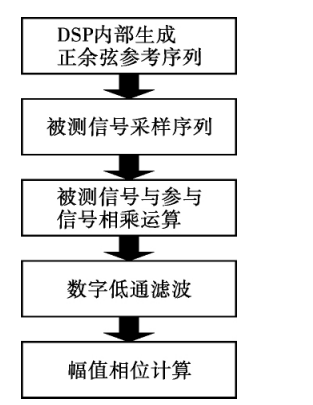 DSP内部生成
正余弦参考序列
被测信号采样序列
被测信号与参与
信号相乘运算
数字低通滤波
幅值相位计算